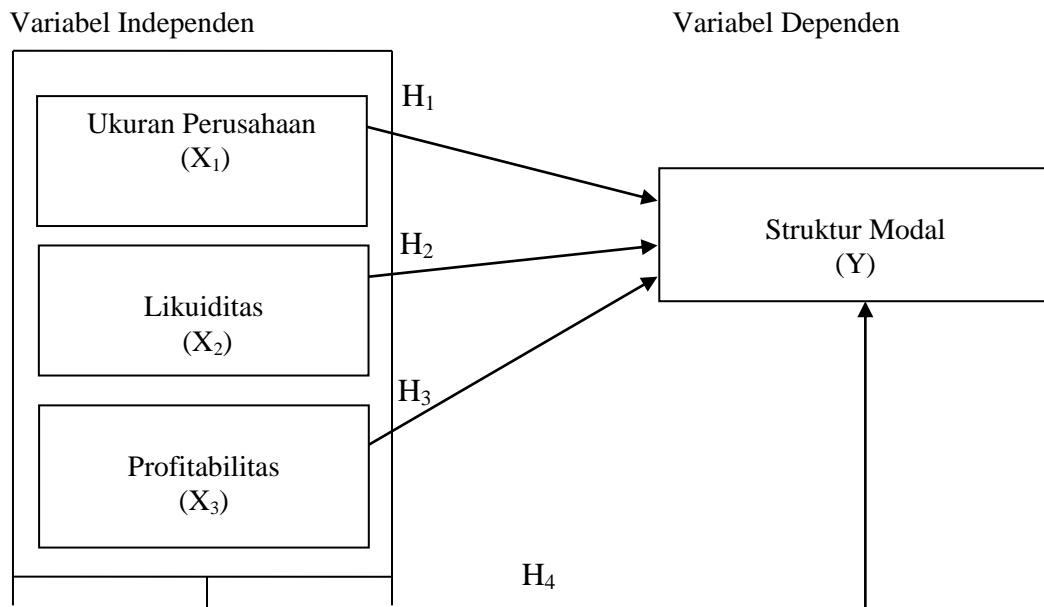 Variabel Independen
Variabel Dependen
H₁
Ukuran Perusahaan
(X₁)
Struktur Modal
(Y)
H₂
Likuiditas
(X₂)
H₃
Profitabilitas
(X₃)
H₄